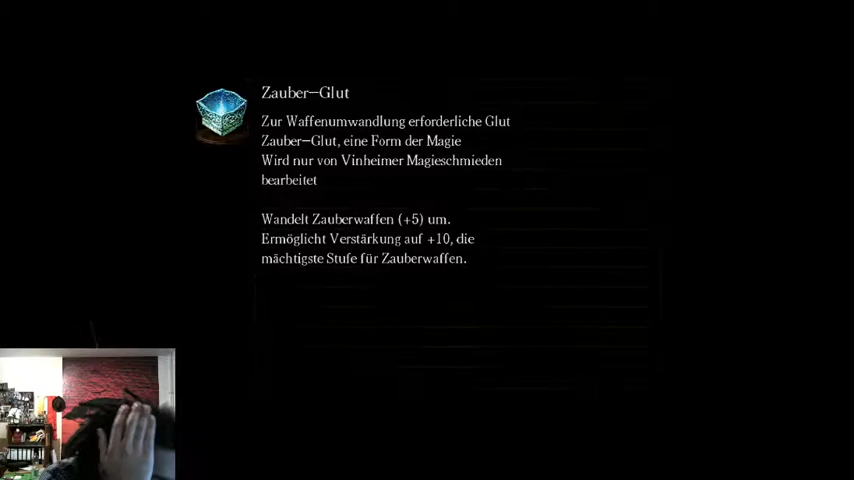 Zauber-Glut
Zur Waffenumwandlung erforderliche Glut
Zauber-Glut, eine Form der Magie
Wird nur von Vinheimer Magieschmieden
bearbeitet
Wandelt Zauberwaffen (+5) um.
Ermöglicht Verstärkung auf +10, die
mächtigste Stufe für Zauberwaffen.